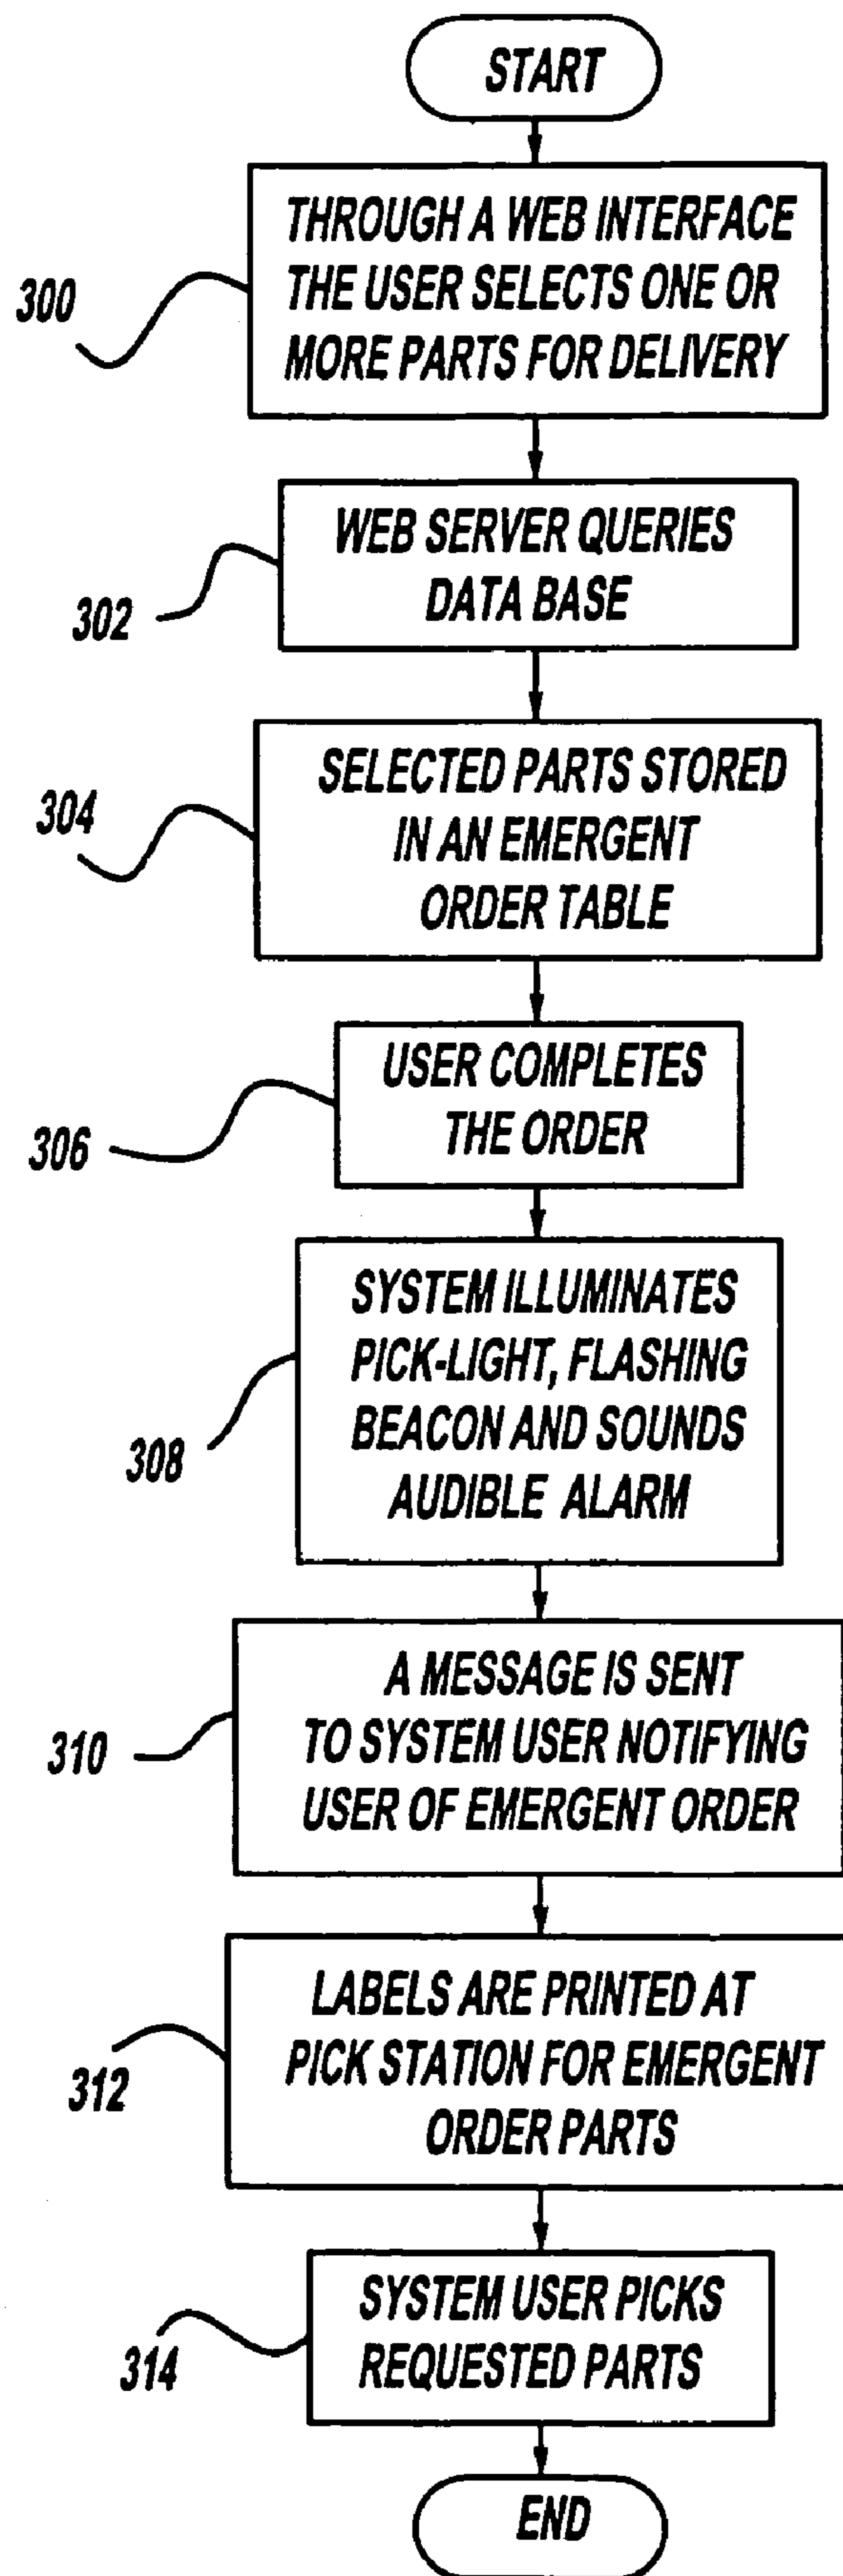 START
THROUGH A WEB INTERFACE
THE USER SELECTS ONE OR
MORE PARTS FOR DELIVERY
300
WEB SERVER QUERIES
DATA BASE
302
SELECTED PARTS STORED
IN AN EMERGENT
ORDER TABLE
304
USER COMPLETES
THE ORDER
306
SYSTEM ILLUMINATES
PICK-LIGHT, FLASHING
BEACON AND SOUNDS
AUDIBLE ALARM
308
A MESSAGE IS SENT
TO SYSTEM USER NOTIFYING
USER OF EMERGENT ORDER
310
LABELS ARE PRINTED AT
PICK STATION FOR EMERGENT
ORDER PARTS
312
SYSTEM USER PICKS
REQUESTED PARTS
314
END